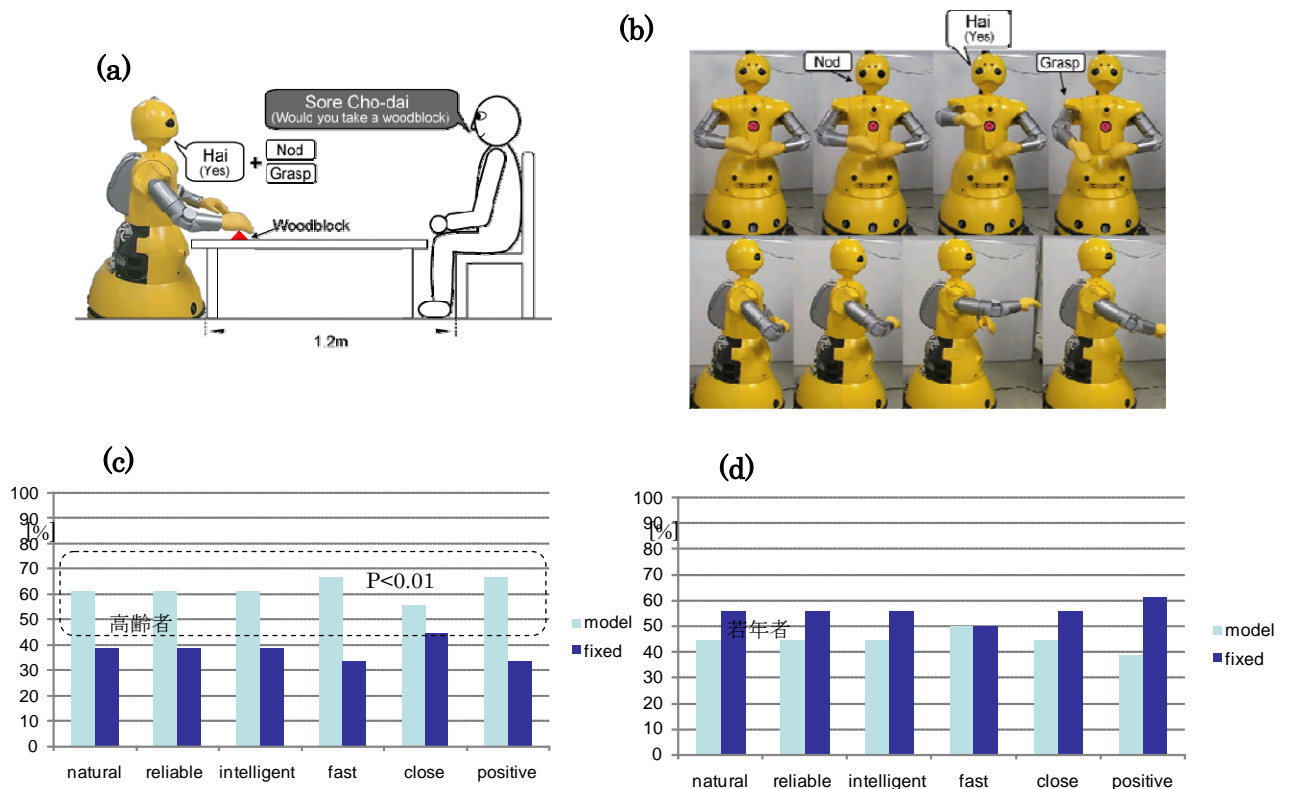 (a)
Sore Cho-dai
(Would you take a woodblock)
Hai
(Yes)
+
Nod
Grasp
Woodblock
1.2m
(b)
Nod
Hai
(Yes)
Grasp
(c)
100
90
[%]
80
70
60
50
40
30
20
10
0
P<0.01
高齢者
model
fixed
natural reliable intelligent fast close positive
(d)
100
90
[%]
80
70
60
50
40
30
20
10
0
若年者
model
fixed
natural reliable intelligent fast close positive